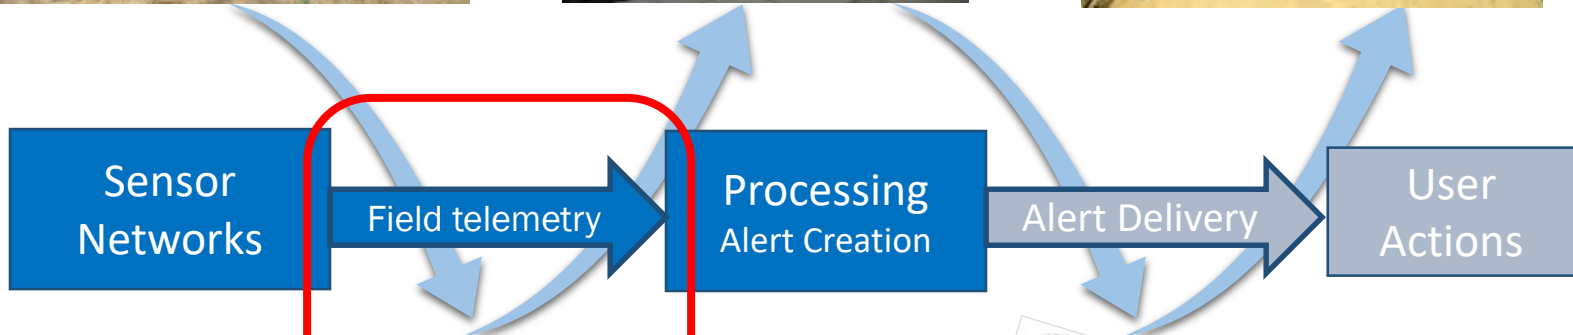 Sensor
Networks
Field telemetry
Processing
Alert Creation
Alert Delivery
User
Actions